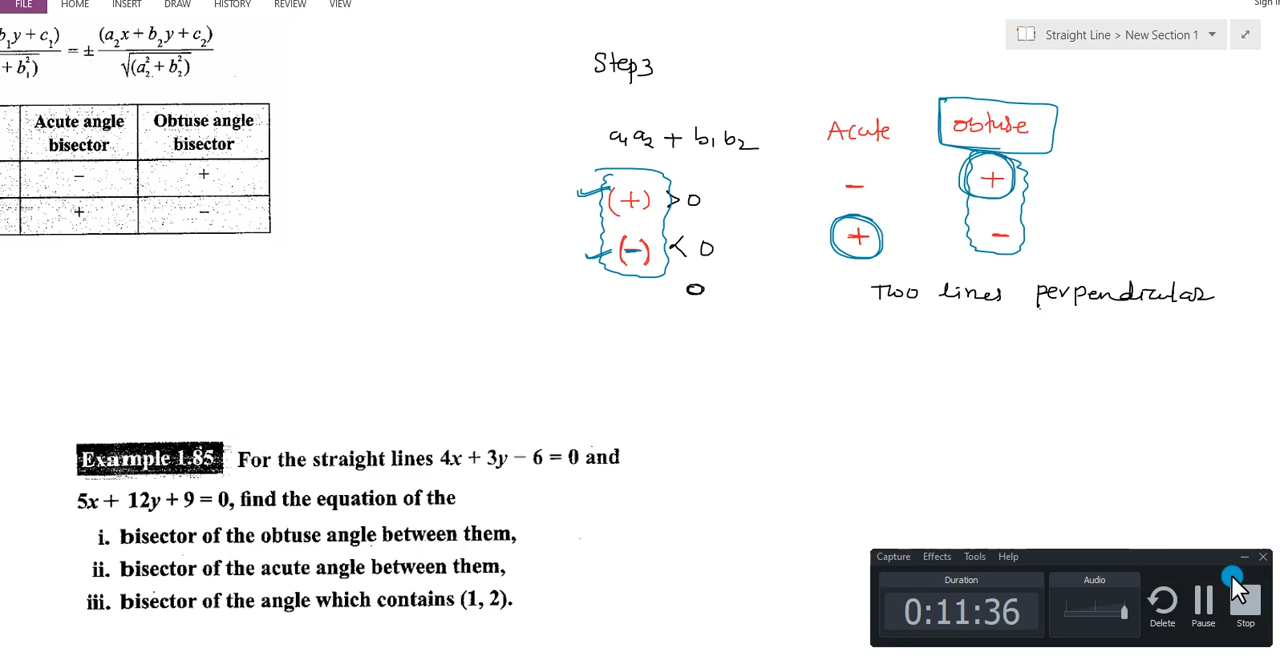 FILE HOME INSERT DRAW HISTORY REVIEW VIEW
Sign i
b₁y + c₁) = ± (a₂x + b₂y + c₂)
+ b₁²) √(a₂² + b₂²)
Straight Line > New Section 1
Step3
Acute angle bisector Obtuse angle bisector
− +
+ −
a₁a₂ + b₁b₂ Acute obtuse
(+) > 0 − +
(−) < 0 + −
0 Two lines perpendicular
Example 1.85 For the straight lines 4x + 3y − 6 = 0 and
5x + 12y + 9 = 0, find the equation of the
i. bisector of the obtuse angle between them,
ii. bisector of the acute angle between them,
iii. bisector of the angle which contains (1, 2).
Capture Effects Tools Help
Duration Audio
0:11:36
Delete Pause Stop